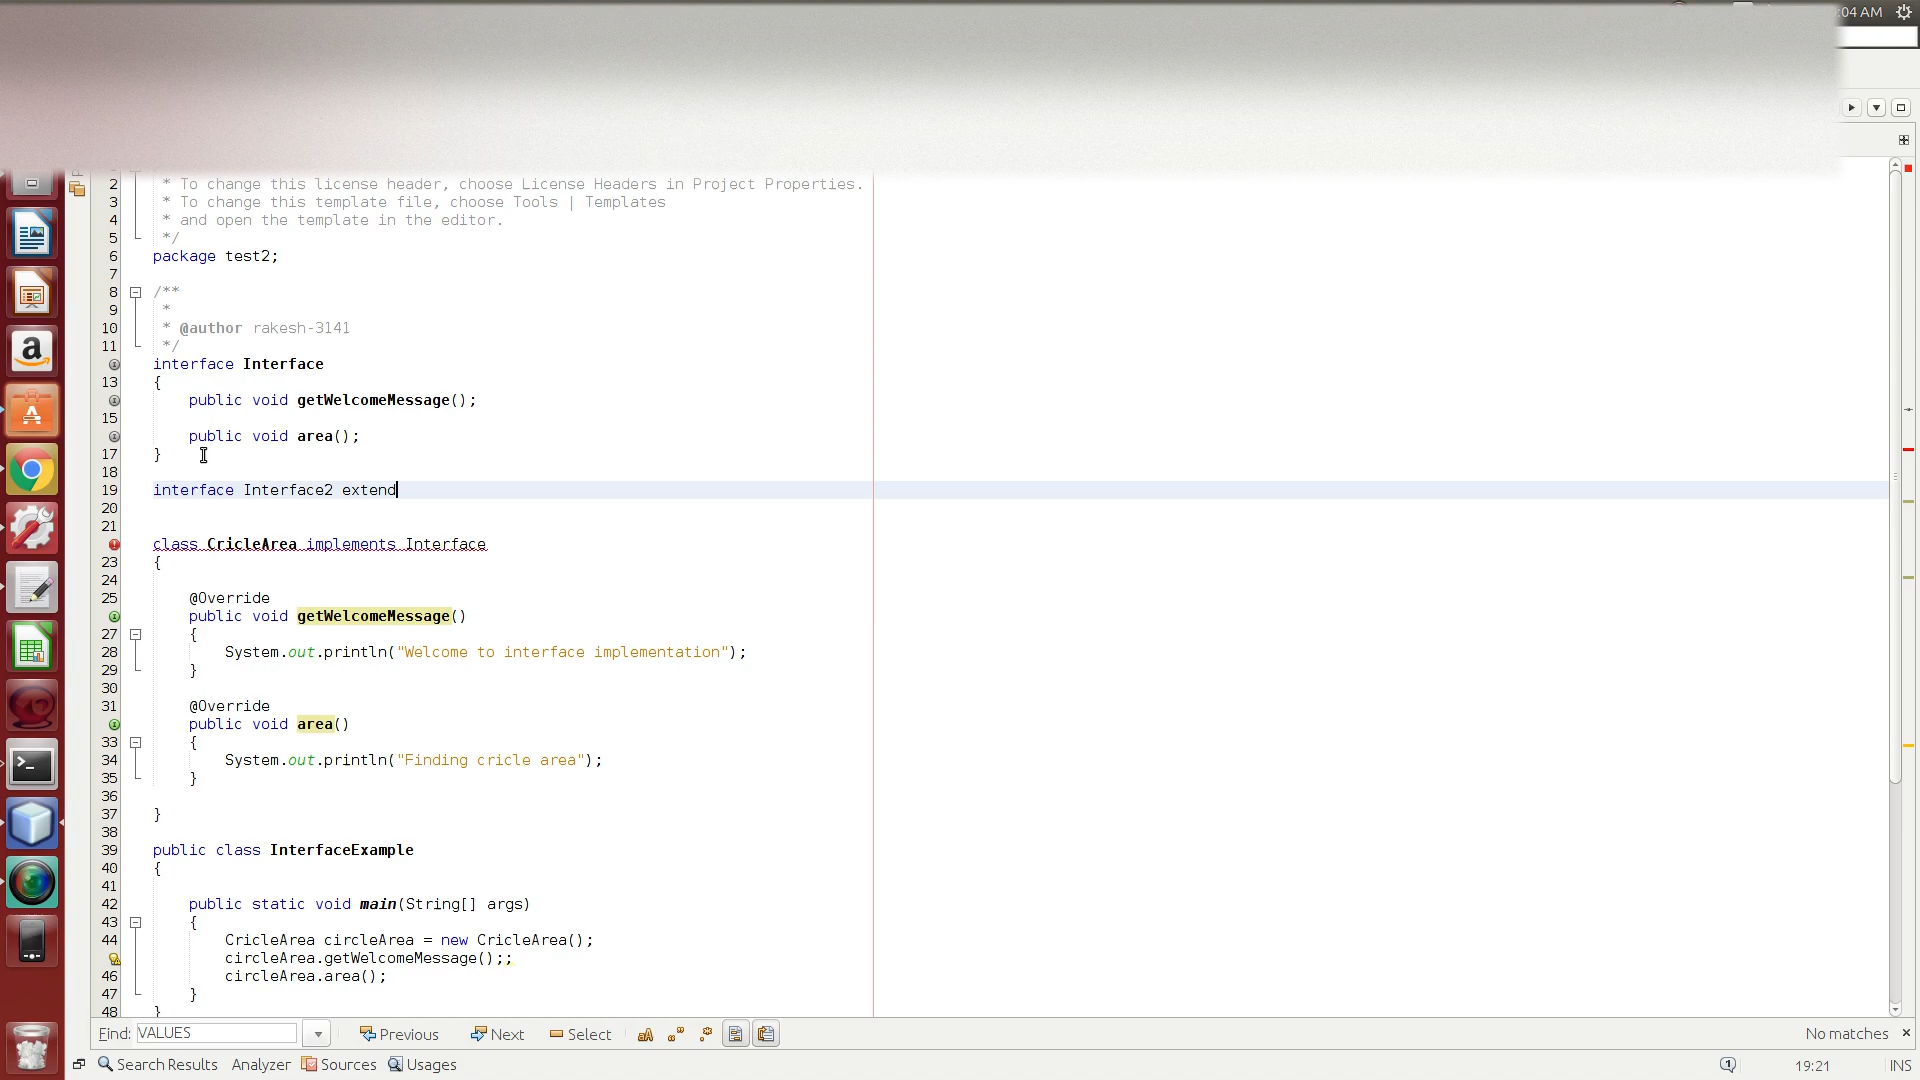 :04 AM
2 * To change this license header, choose License Headers in Project Properties.
3 * To change this template file, choose Tools | Templates
4 * and open the template in the editor.
5 */
6 package test2;
7
8 /**
9 *
10 * @author rakesh-3141
11 */
interface Interface
13 {
public void getWelcomeMessage();
15
public void area();
17 }
18
19 interface Interface2 extend
20
21
class CricleArea implements Interface
23 {
24
25 @Override
public void getWelcomeMessage()
27 {
28 System.out.println("Welcome to interface implementation");
29 }
30
31 @Override
public void area()
33 {
34 System.out.println("Finding cricle area");
35 }
36
37 }
38
39 public class InterfaceExample
40 {
41
42 public static void main(String[] args)
43 {
44 CricleArea circleArea = new CricleArea();
circleArea.getWelcomeMessage();;
46 circleArea.area();
47 }
48 }
Find: VALUES Previous Next Select aA No matches
Search Results Analyzer Sources Usages 1 19:21 INS